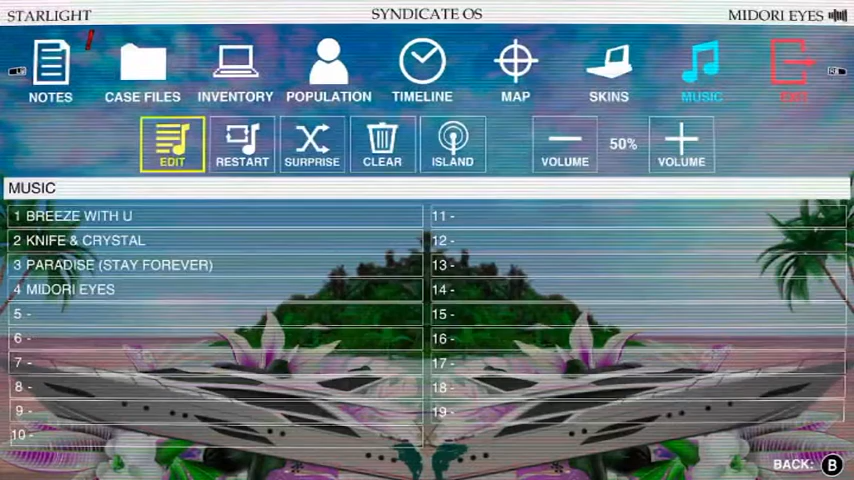 STARLIGHT SYNDICATE OS MIDORI EYES
NOTES CASE FILES INVENTORY POPULATION TIMELINE MAP SKINS MUSIC EXIT
EDIT RESTART SURPRISE CLEAR ISLAND VOLUME 50% VOLUME
MUSIC
1 BREEZE WITH U
2 KNIFE & CRYSTAL
3 PARADISE (STAY FOREVER)
4 MIDORI EYES
5 -
6 -
7 -
8 -
9 -
10 -
11 -
12 -
13 -
14 -
15 -
16 -
17 -
18 -
19 -
BACK: B